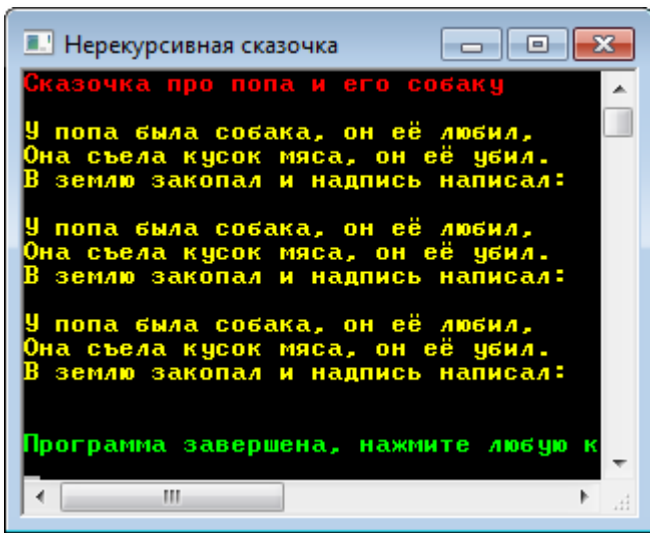 Нерекурсивная сказочка
Сказочка про попа и его собаку
У попа была собака, он её любил,
Она съела кусок мяса, он её убил.
В землю закопал и надпись написал:
У попа была собака, он её любил,
Она съела кусок мяса, он её убил.
В землю закопал и надпись написал:
У попа была собака, он её любил,
Она съела кусок мяса, он её убил.
В землю закопал и надпись написал:
Программа завершена, нажмите любую к